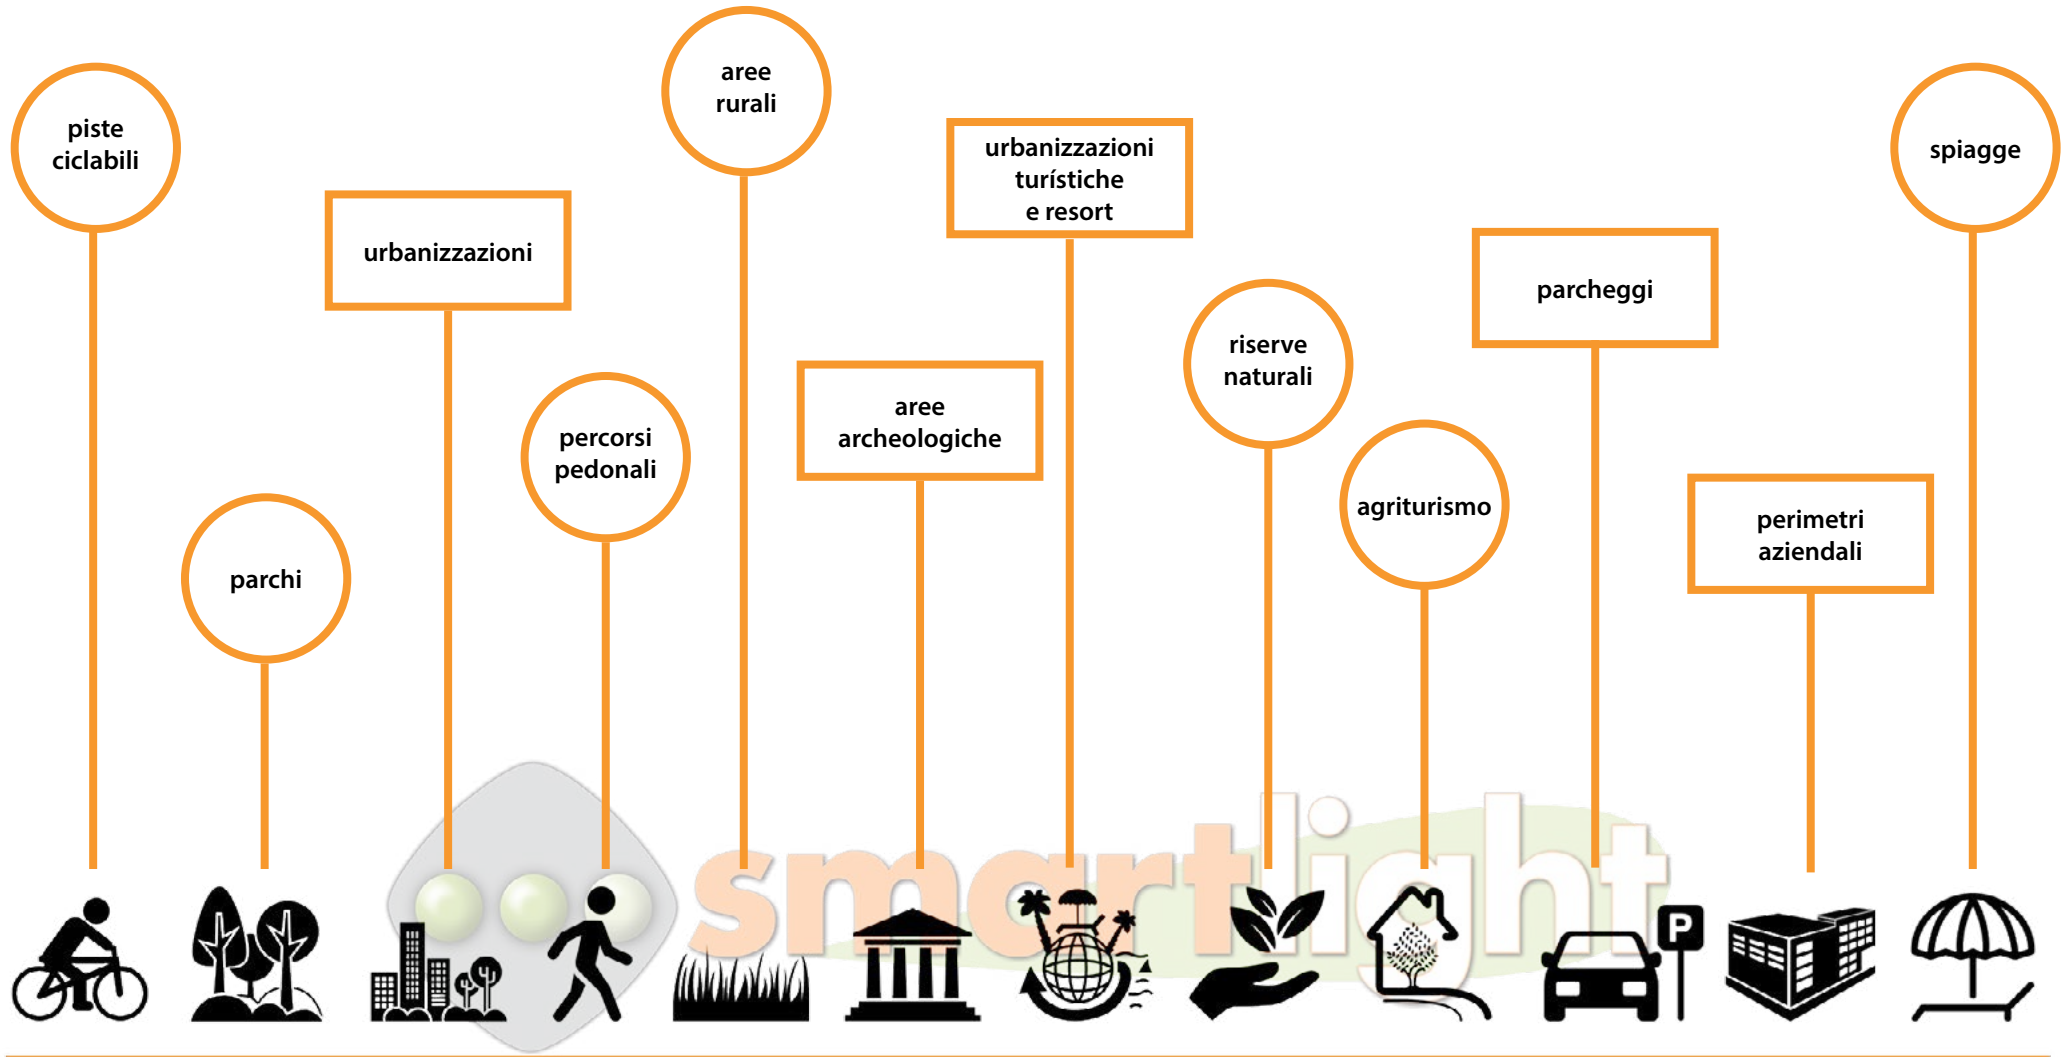 piste
ciclabili
parchi
urbanizzazioni
percorsi
pedonali
aree
rurali
aree
archeologiche
urbanizzazioni
turístiche
e resort
riserve
naturali
agriturismo
parcheggi
perimetri
aziendali
spiagge
smartlight
P